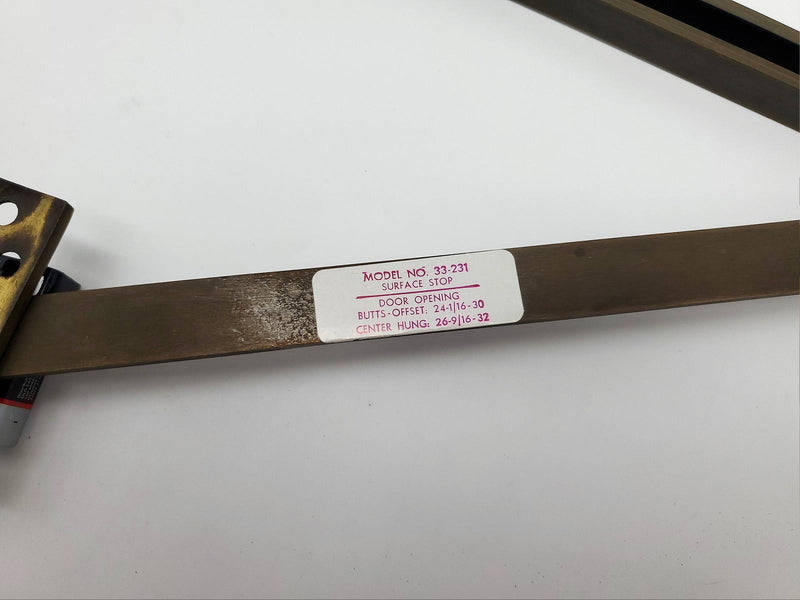 MODEL NO. 33-231
SURFACE STOP
DOOR OPENING
BUTTS-OFFSET: 24-1/16-30
CENTER HUNG: 26-9/16-32